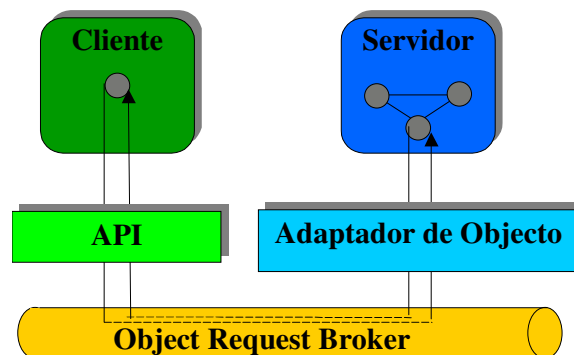 Cliente
Servidor
API
Adaptador de Objecto
Object Request Broker